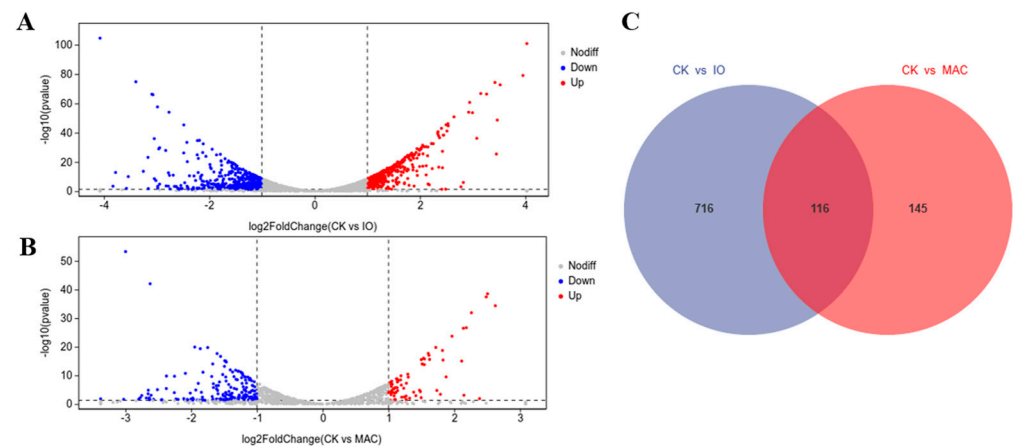 A
-log10(pvalue)
100
80
60
40
20
0
-4
-2
0
2
4
log2FoldChange(CK vs IO)
Nodiff
Down
Up
B
-log10(pvalue)
50
40
30
20
10
0
-3
-2
-1
0
1
2
3
log2FoldChange(CK vs MAC)
Nodiff
Down
Up
C
CK vs IO
CK vs MAC
716
116
145